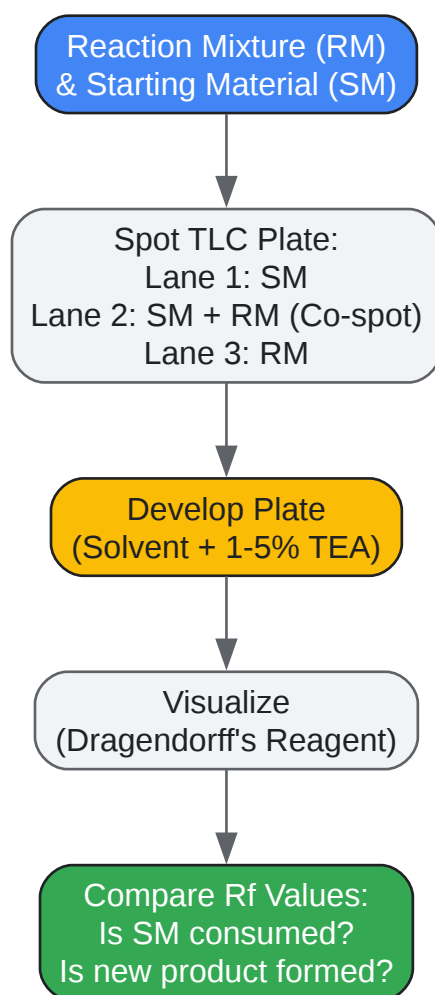 Reaction Mixture (RM)
& Starting Material (SM)
Spot TLC Plate:
Lane 1: SM
Lane 2: SM + RM (Co-spot)
Lane 3: RM
Develop Plate
(Solvent + 1-5% TEA)
Visualize
(Dragendorff's Reagent)
Compare Rf Values:
Is SM consumed?
Is new product formed?